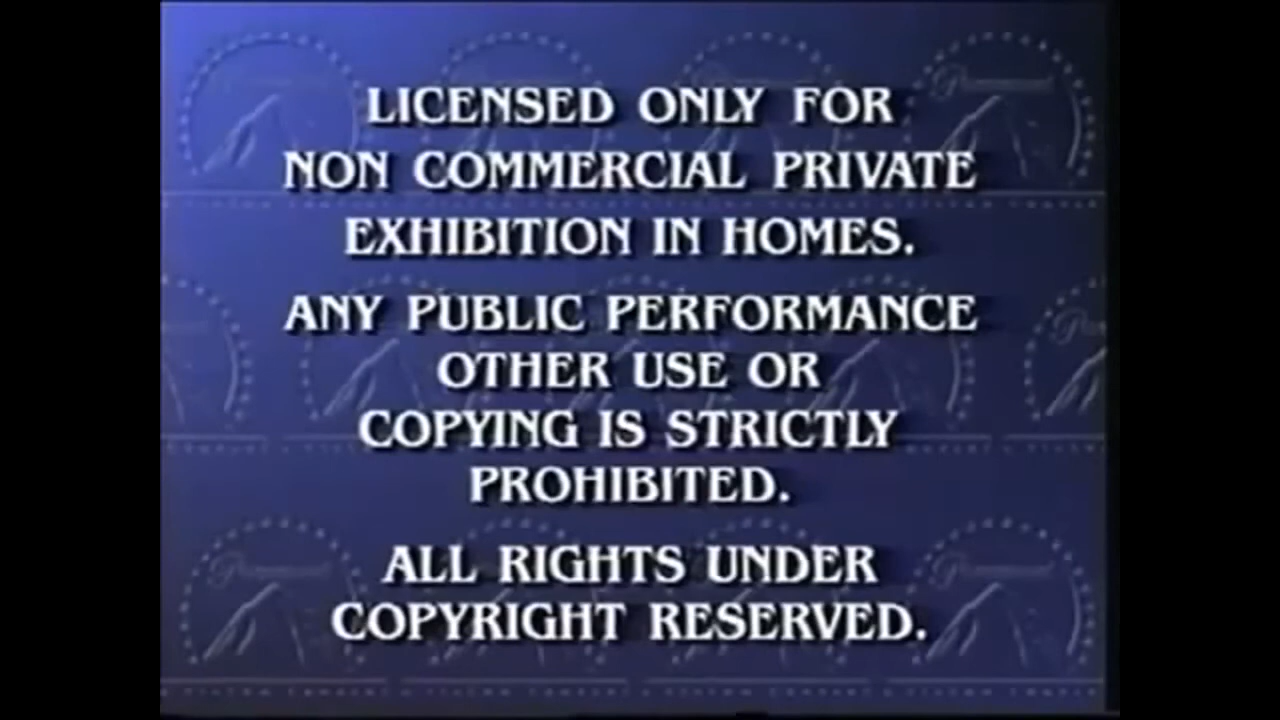 LICENSED ONLY FOR
NON COMMERCIAL PRIVATE
EXHIBITION IN HOMES.
ANY PUBLIC PERFORMANCE
OTHER USE OR
COPYING IS STRICTLY
PROHIBITED.
ALL RIGHTS UNDER
COPYRIGHT RESERVED.